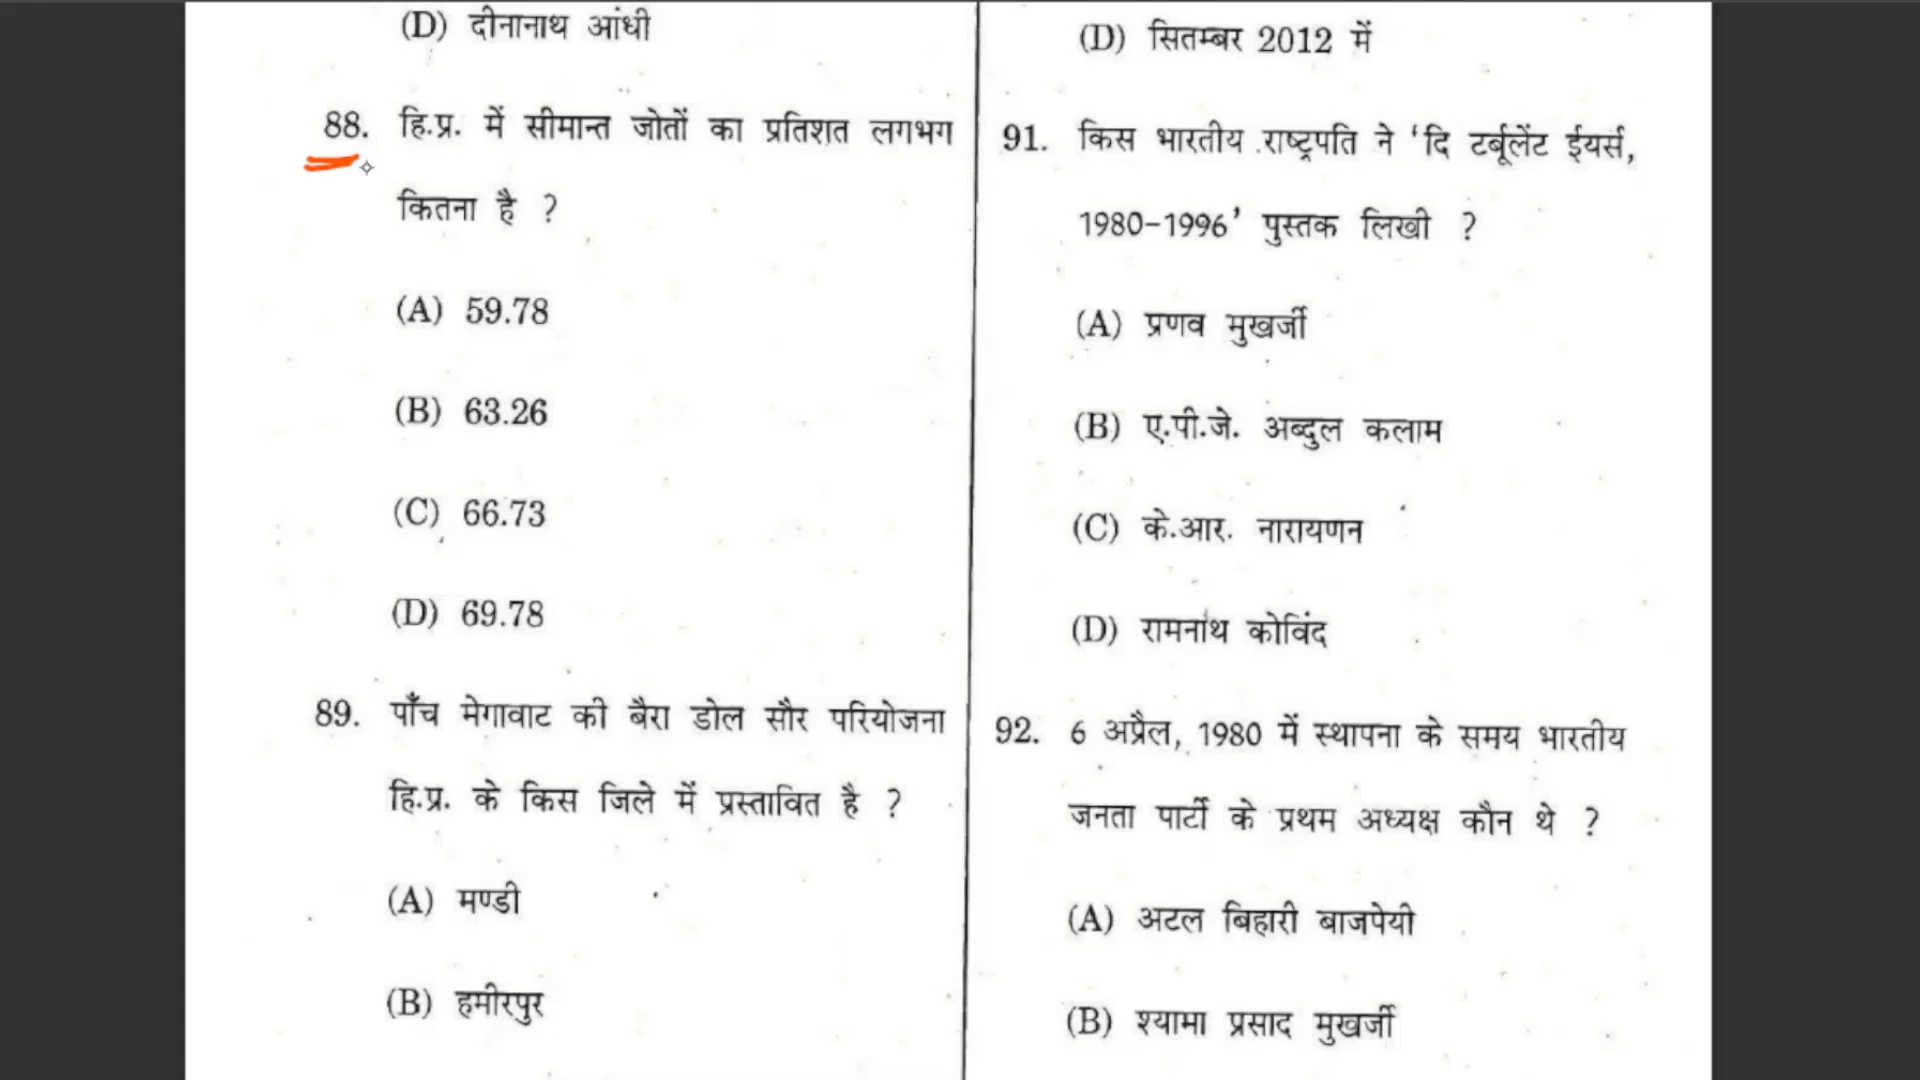 (D) दीनानाथ आंधी
88. हि.प्र. में सीमान्त जोतों का प्रतिशत लगभग
कितना है ?
(A) 59.78
(B) 63.26
(C) 66.73
(D) 69.78
89. पाँच मेगावाट की बैरा डोल सौर परियोजना
हि.प्र. के किस जिले में प्रस्तावित है ?
(A) मण्डी
(B) हमीरपुर
(D) सितम्बर 2012 में
91. किस भारतीय राष्ट्रपति ने ‘दि टर्बूलेंट ईयर्स,
1980–1996’ पुस्तक लिखी ?
(A) प्रणव मुखर्जी
(B) ए.पी.जे. अब्दुल कलाम
(C) के.आर. नारायणन
(D) रामनाथ कोविंद
92. 6 अप्रैल, 1980 में स्थापना के समय भारतीय
जनता पार्टी के प्रथम अध्यक्ष कौन थे ?
(A) अटल बिहारी बाजपेयी
(B) श्यामा प्रसाद मुखर्जी